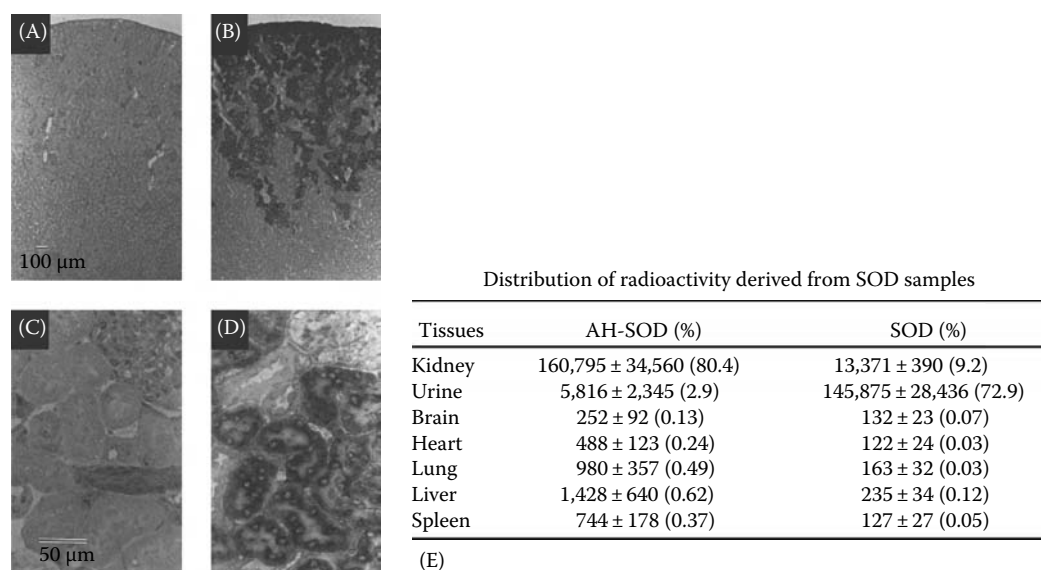 (A)
(B)
100 µm
(C)
(D)
50 µm
Distribution of radioactivity derived from SOD samples
Tissues AH-SOD (%) SOD (%)
Kidney 160,795 ± 34,560 (80.4) 13,371 ± 390 (9.2)
Urine 5,816 ± 2,345 (2.9) 145,875 ± 28,436 (72.9)
Brain 252 ± 92 (0.13) 132 ± 23 (0.07)
Heart 488 ± 123 (0.24) 122 ± 24 (0.03)
Lung 980 ± 357 (0.49) 163 ± 32 (0.03)
Liver 1,428 ± 640 (0.62) 235 ± 34 (0.12)
Spleen 744 ± 178 (0.37) 127 ± 27 (0.05)
(E)